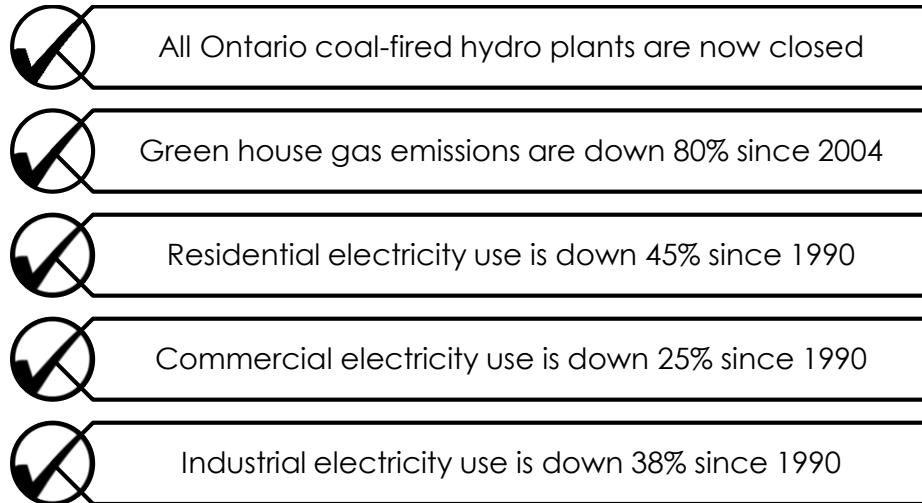 All Ontario coal-fired hydro plants are now closed
Green house gas emissions are down 80% since 2004
Residential electricity use is down 45% since 1990
Commercial electricity use is down 25% since 1990
Industrial electricity use is down 38% since 1990